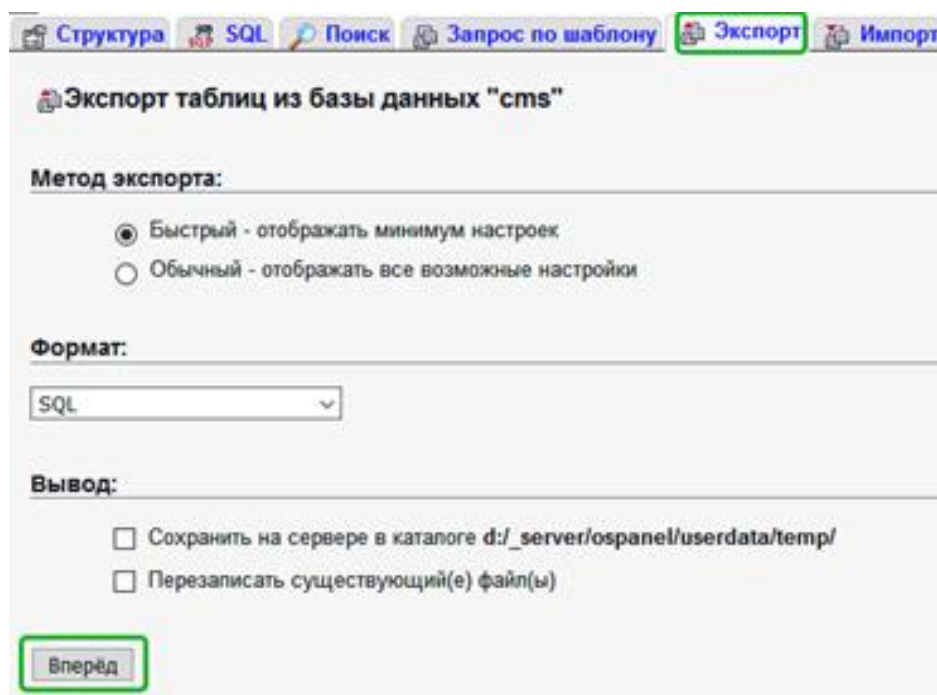 Структура SQL Поиск Запрос по шаблону Экспорт Импорт
Экспорт таблиц из базы данных "cms"
Метод экспорта:
Быстрый - отображать минимум настроек
Обычный - отображать все возможные настройки
Формат:
SQL
Вывод:
Сохранить на сервере в каталоге d:/_server/ospanel/userdata/temp/
Перезаписать существующий(е) файл(ы)
Вперёд